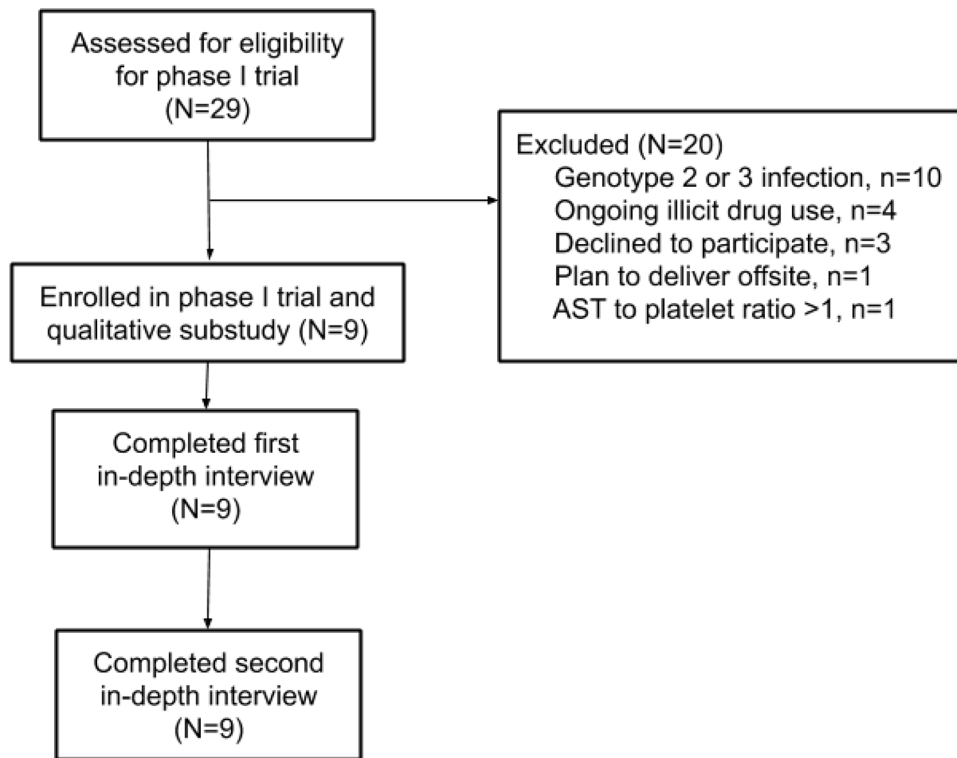 Assessed for eligibility
for phase I trial
(N=29)
Excluded (N=20)
Genotype 2 or 3 infection, n=10
Ongoing illicit drug use, n=4
Declined to participate, n=3
Plan to deliver offsite, n=1
AST to platelet ratio >1, n=1
Enrolled in phase I trial and
qualitative substudy (N=9)
Completed first
in-depth interview
(N=9)
Completed second
in-depth interview
(N=9)